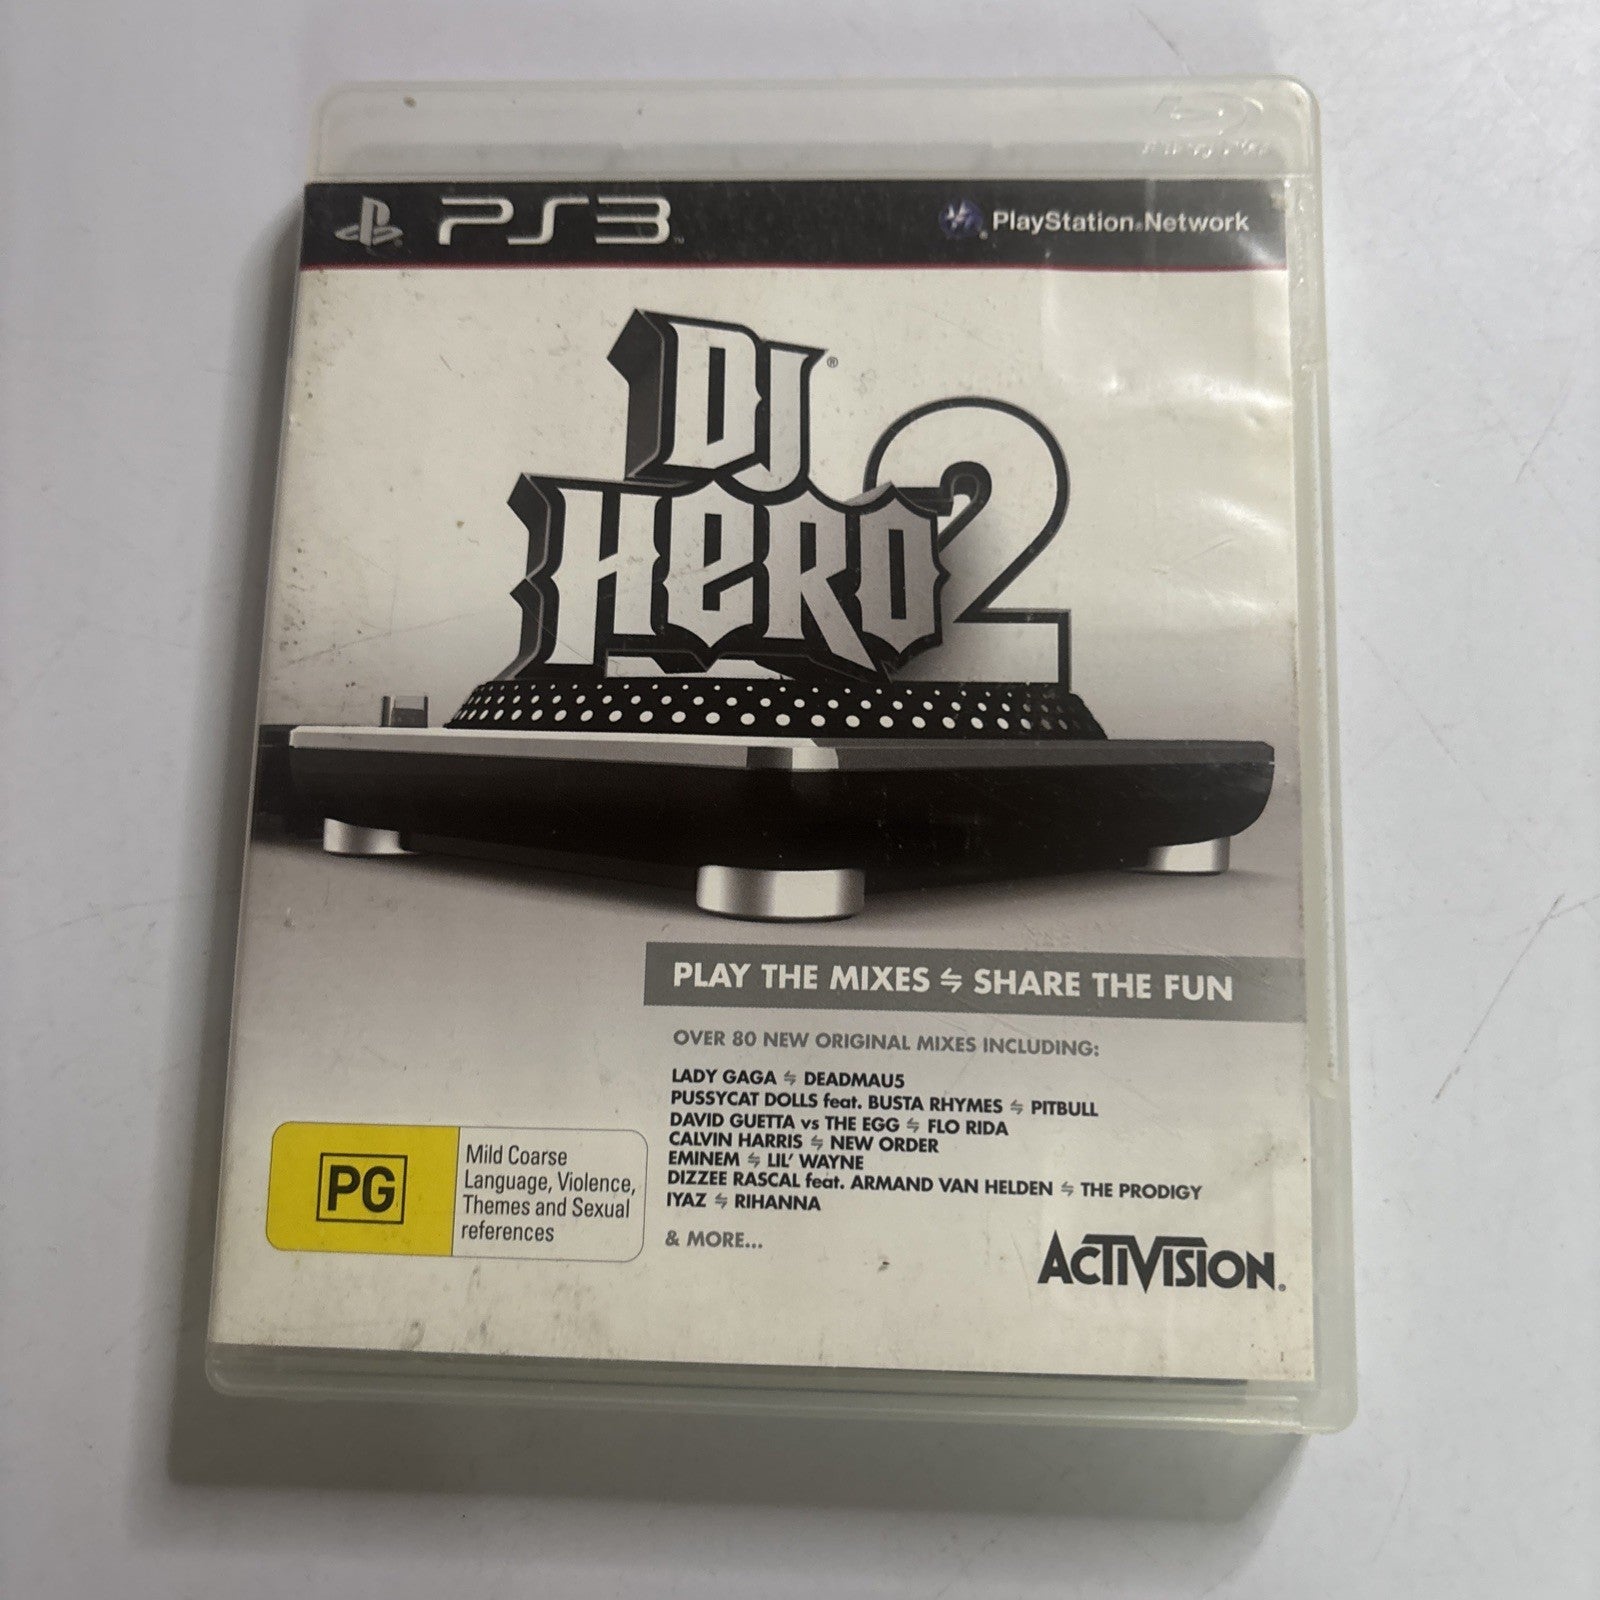 PS3
PlayStation®Network
DJ
HERO 2
PLAY THE MIXES ⇋ SHARE THE FUN
OVER 80 NEW ORIGINAL MIXES INCLUDING:
LADY GAGA ⇋ DEADMAU5
PUSSYCAT DOLLS feat. BUSTA RHYMES ⇋ PITBULL
DAVID GUETTA vs THE EGG ⇋ FLO RIDA
CALVIN HARRIS ⇋ NEW ORDER
EMINEM ⇋ LIL' WAYNE
DIZZEE RASCAL feat. ARMAND VAN HELDEN ⇋ THE PRODIGY
IYAZ ⇋ RIHANNA
& MORE...
PG
Mild Coarse
Language, Violence,
Themes and Sexual
references
ACTIVISION®